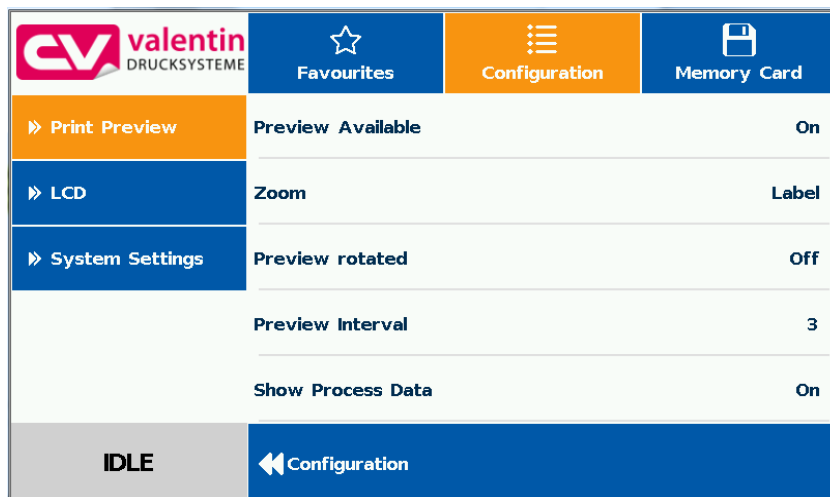 CV valentin
DRUCKSYSTEME
Favourites
Configuration
Memory Card
Print Preview
LCD
System Settings
Preview Available On
Zoom Label
Preview rotated Off
Preview Interval 3
Show Process Data On
IDLE
Configuration